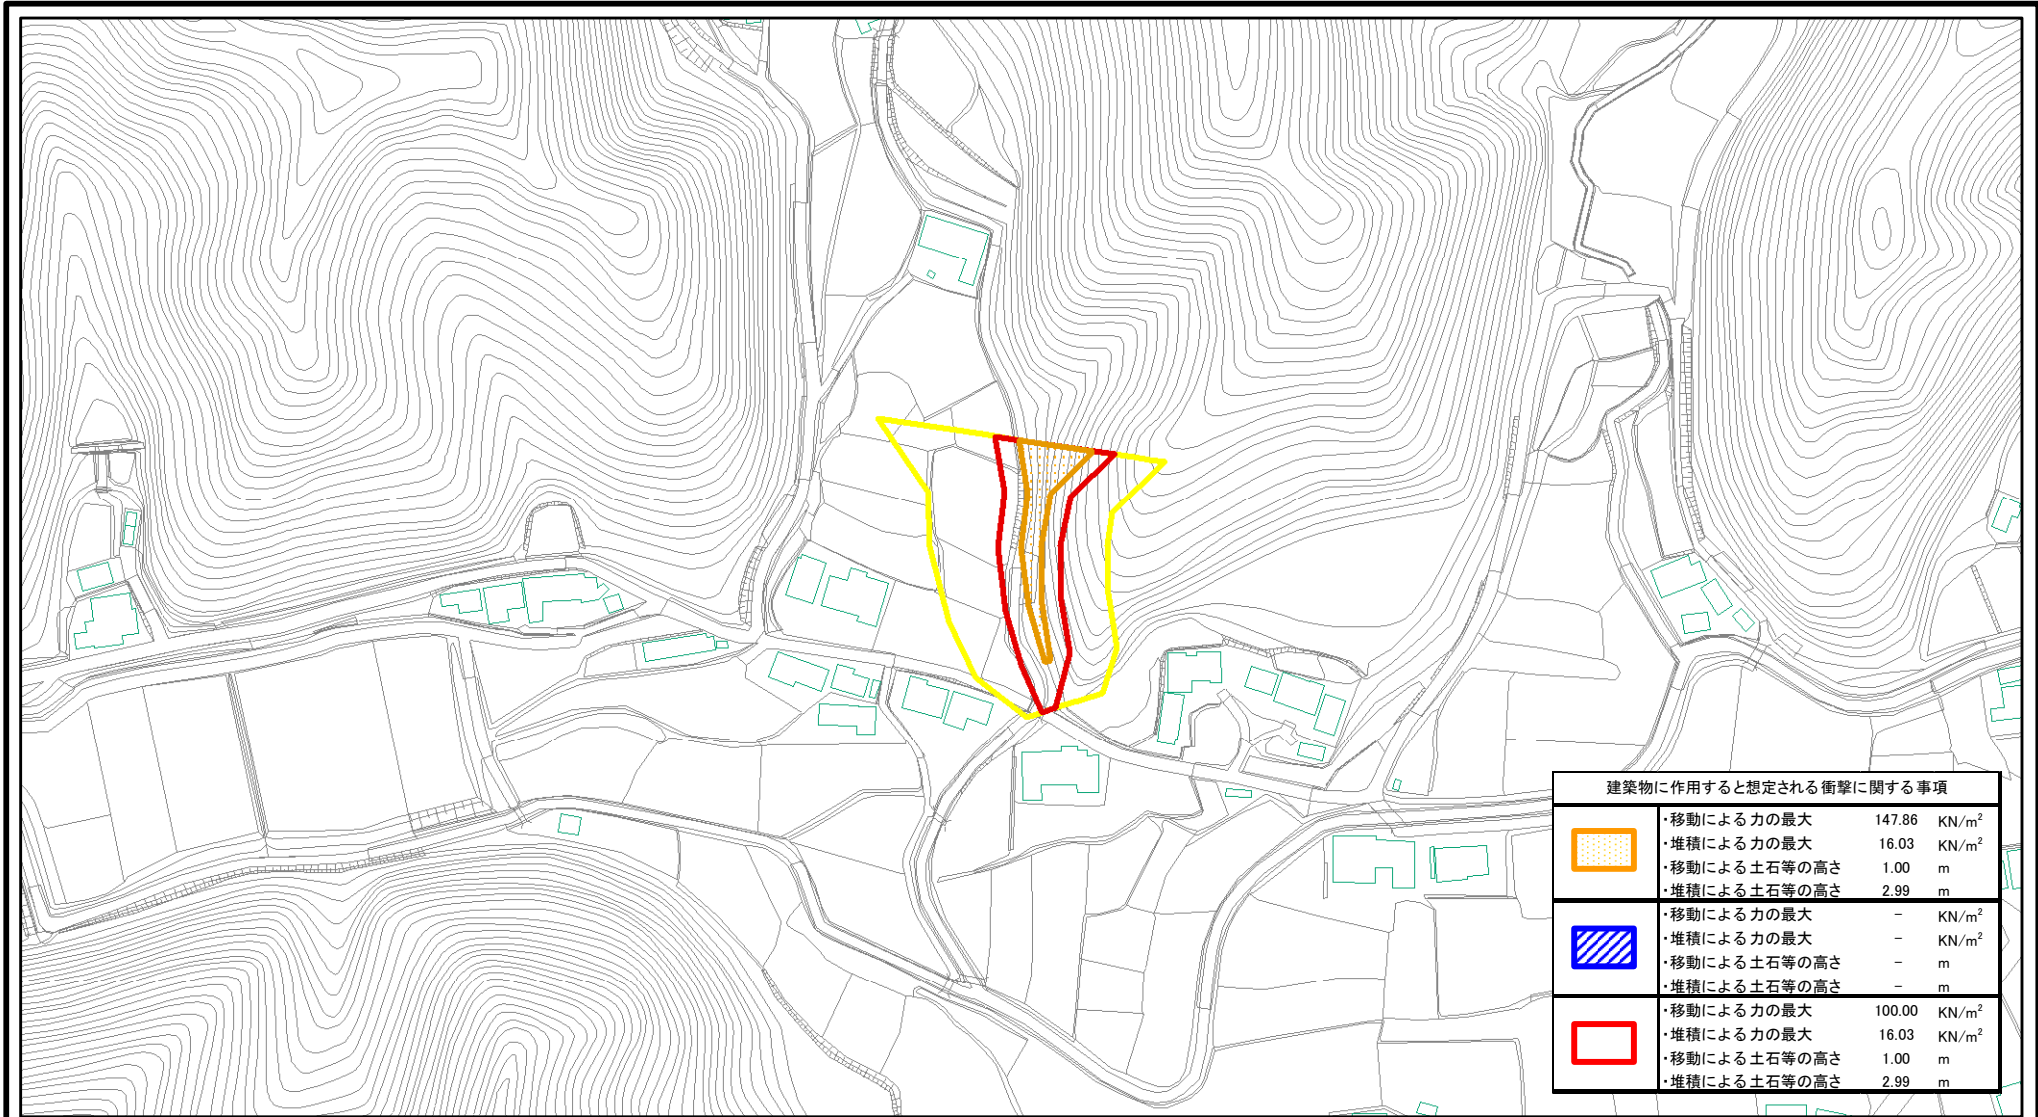 建築物に作用すると想定される衝撃に関する事項
・移動による力の最大 147.86 KN/m²
・堆積による力の最大 16.03 KN/m²
・移動による土石等の高さ 1.00 m
・堆積による土石等の高さ 2.99 m
・移動による力の最大 − KN/m²
・堆積による力の最大 − KN/m²
・移動による土石等の高さ − m
・堆積による土石等の高さ − m
・移動による力の最大 100.00 KN/m²
・堆積による力の最大 16.03 KN/m²
・移動による土石等の高さ 1.00 m
・堆積による土石等の高さ 2.99 m